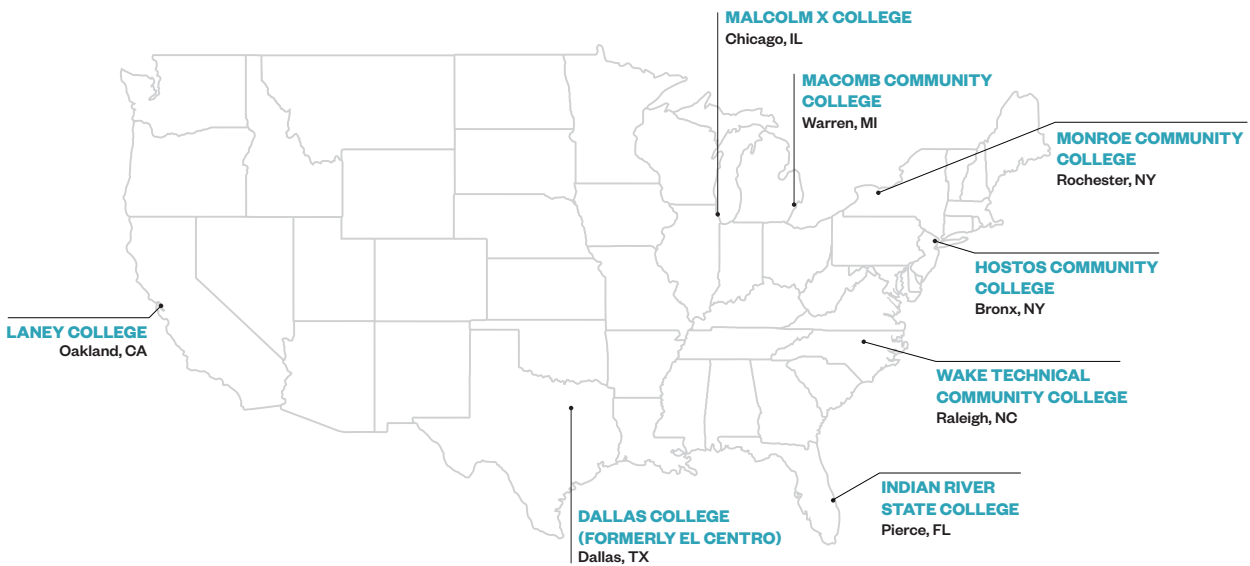 MALCOLM X COLLEGE
Chicago, IL
MACOMB COMMUNITY
COLLEGE
Warren, MI
MONROE COMMUNITY
COLLEGE
Rochester, NY
HOSTOS COMMUNITY
COLLEGE
Bronx, NY
LANEY COLLEGE
Oakland, CA
WAKE TECHNICAL
COMMUNITY COLLEGE
Raleigh, NC
INDIAN RIVER
STATE COLLEGE
Pierce, FL
DALLAS COLLEGE
(FORMERLY EL CENTRO)
Dallas, TX